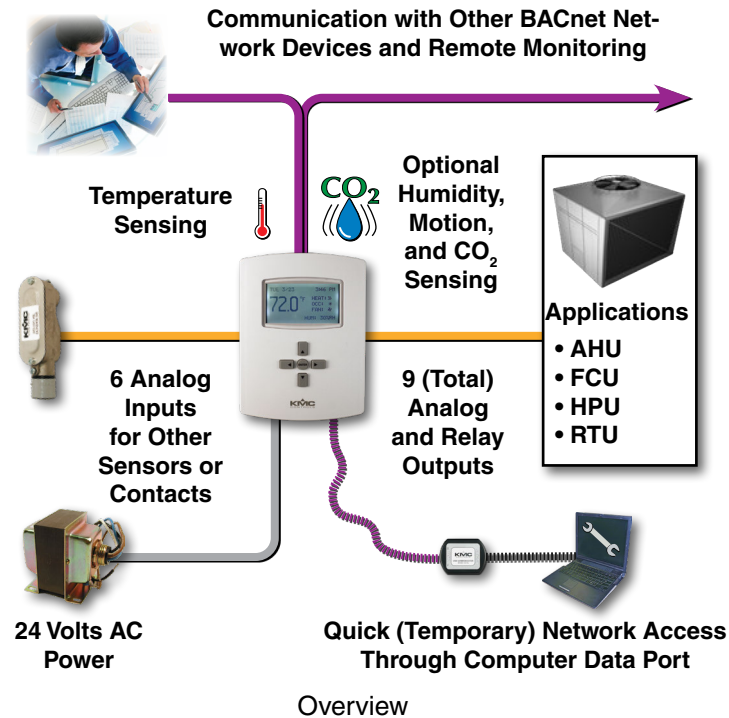 Communication with Other BACnet Net-
work Devices and Remote Monitoring
Temperature
Sensing
CO2
Optional
Humidity,
Motion,
and CO2
Sensing
72.0°F
KMC
KMC
Applications
• AHU
• FCU
• HPU
• RTU
6 Analog
Inputs
for Other
Sensors or
Contacts
9 (Total)
Analog
and Relay
Outputs
KMC
24 Volts AC
Power
Quick (Temporary) Network Access
Through Computer Data Port
Overview